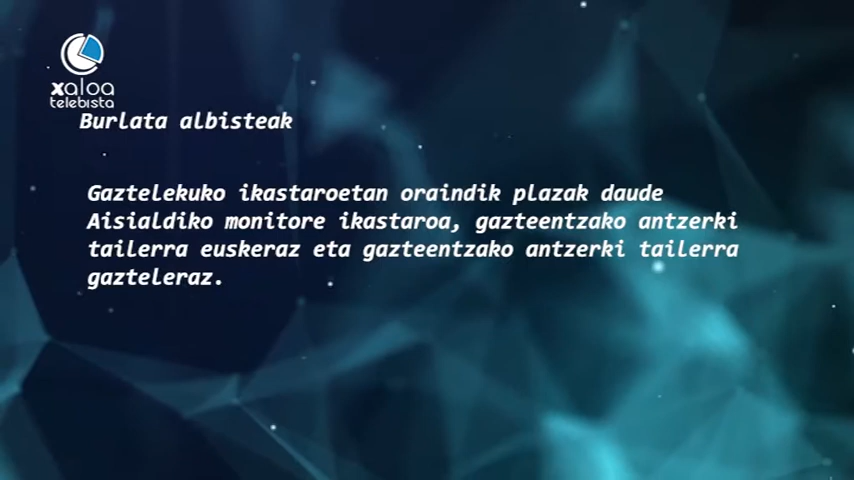 xaloa
telebista
Burlata albisteak
Gaztelekuko ikastaroetan oraindik plazak daude
Aisialdiko monitore ikastaroa, gazteentzako antzerki
tailerra euskeraz eta gazteentzako antzerki tailerra
gazteleraz.